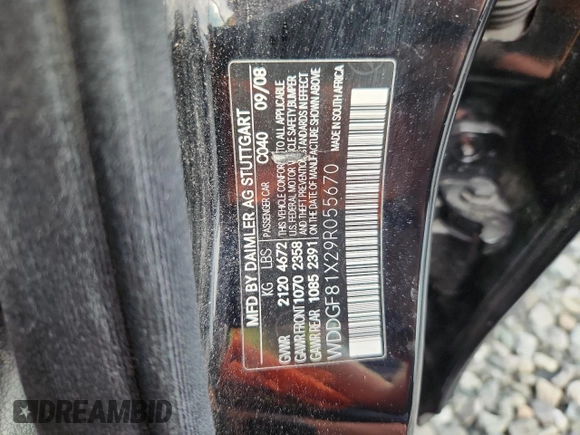 MFD BY DAIMLER AG STUTTGART
KG LBS PASSENGER CAR CO40 09/08
GVWR 2120 4672 THIS VEHICLE CONFORMS TO ALL APPLICABLE
U.S. FEDERAL MOTOR VEHICLE SAFETY, BUMPER
GAWR FRONT 1070 2358 AND THEFT PREVENTION STANDARDS IN EFFECT
GAWR REAR 1085 2391 ON THE DATE OF MANUFACTURE SHOWN ABOVE
WDDGF81X29R055670 MADE IN SOUTH AFRICA
DREAMBID